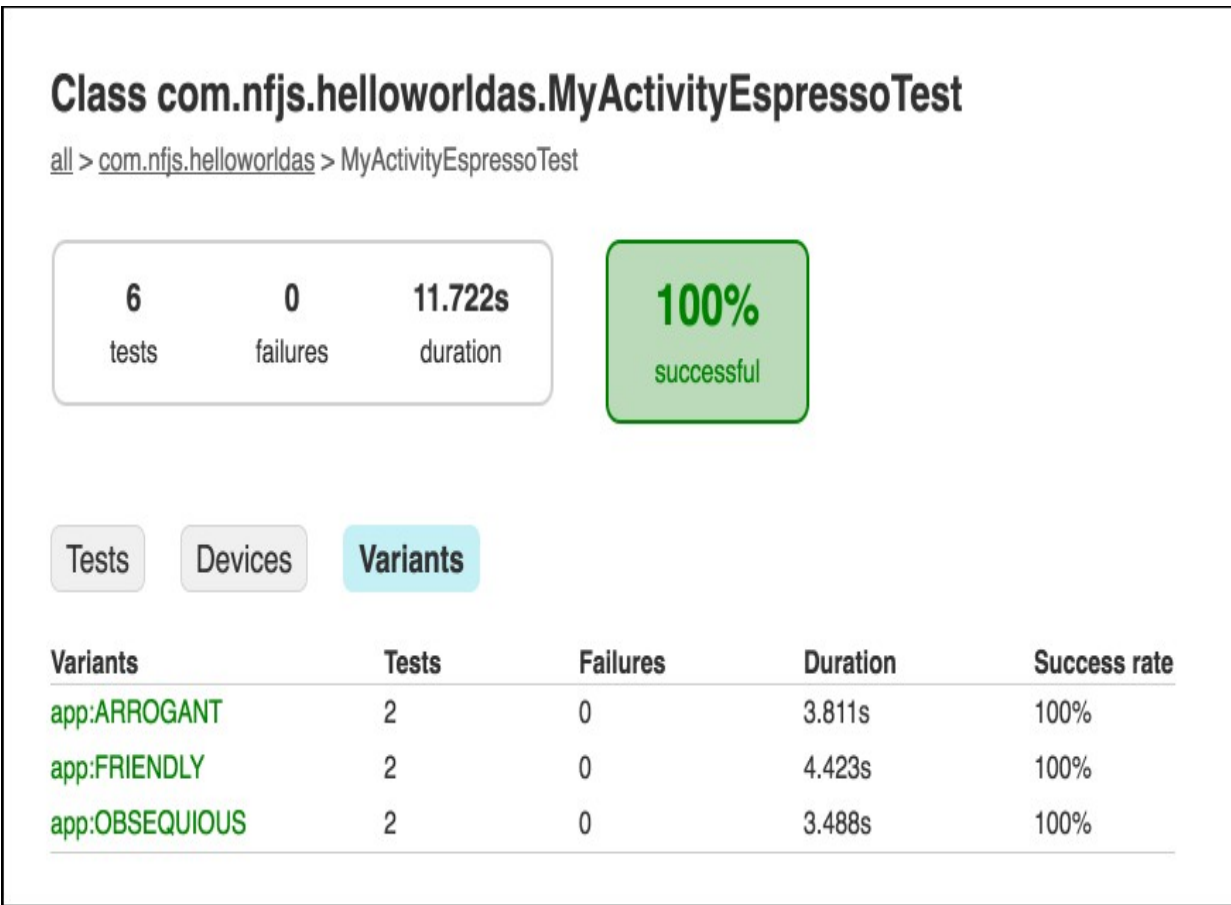 Class com.nfjs.helloworldas.MyActivityEspressoTest
all > com.nfjs.helloworldas > MyActivityEspressoTest
6 0 11.722s
tests failures duration
100%
successful
Tests Devices Variants
Variants Tests Failures Duration Success rate
app:ARROGANT 2 0 3.811s 100%
app:FRIENDLY 2 0 4.423s 100%
app:OBSEQUIOUS 2 0 3.488s 100%